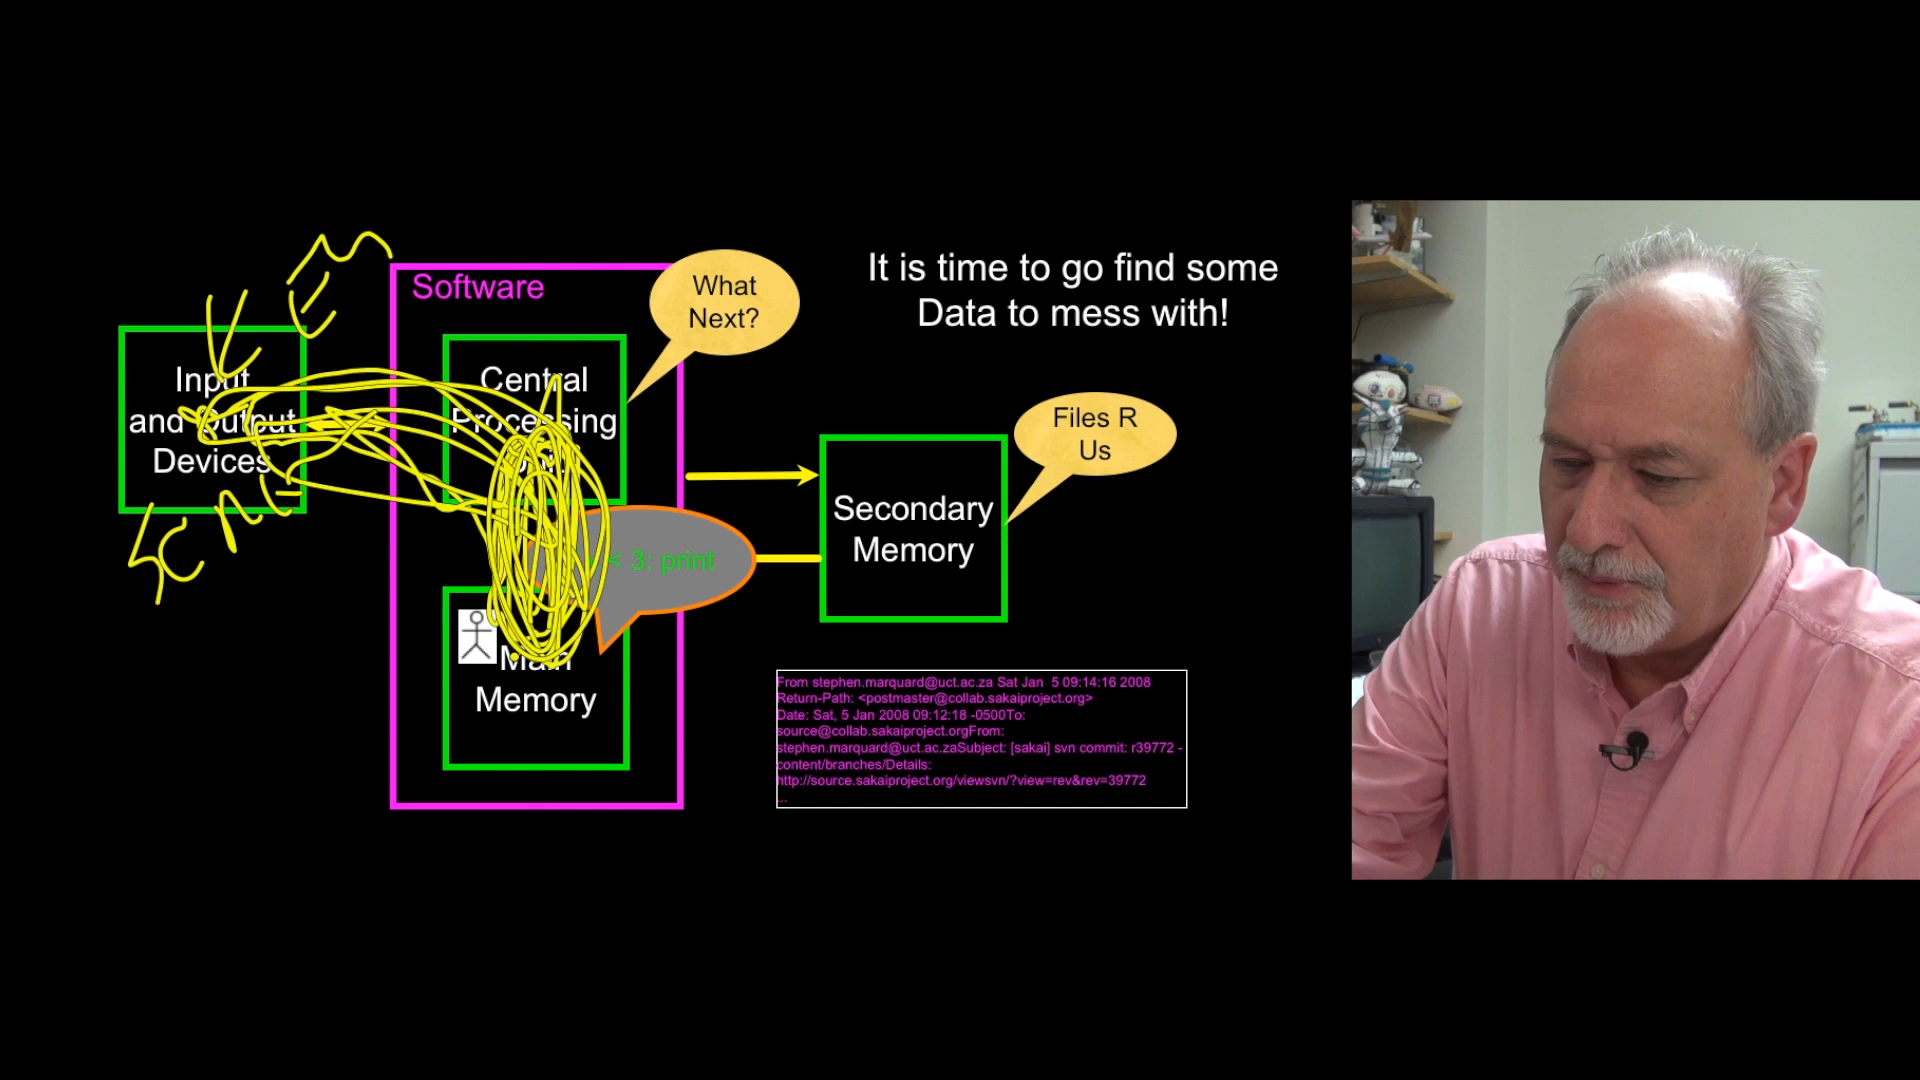 Software
What
Next?
It is time to go find some
Data to mess with!
Input
and Output
Devices
Central
Processing
Files R
Us
Secondary
Memory
< 3: print
Main
Memory
From stephen.marquard@uct.ac.za Sat Jan  5 09:14:16 2008
Return-Path: <postmaster@collab.sakaiproject.org>
Date: Sat, 5 Jan 2008 09:12:18 -0500To:
source@collab.sakaiproject.orgFrom:
stephen.marquard@uct.ac.zaSubject: [sakai] svn commit: r39772 -
content/branches/Details:
http://source.sakaiproject.org/viewsvn/?view=rev&rev=39772
...